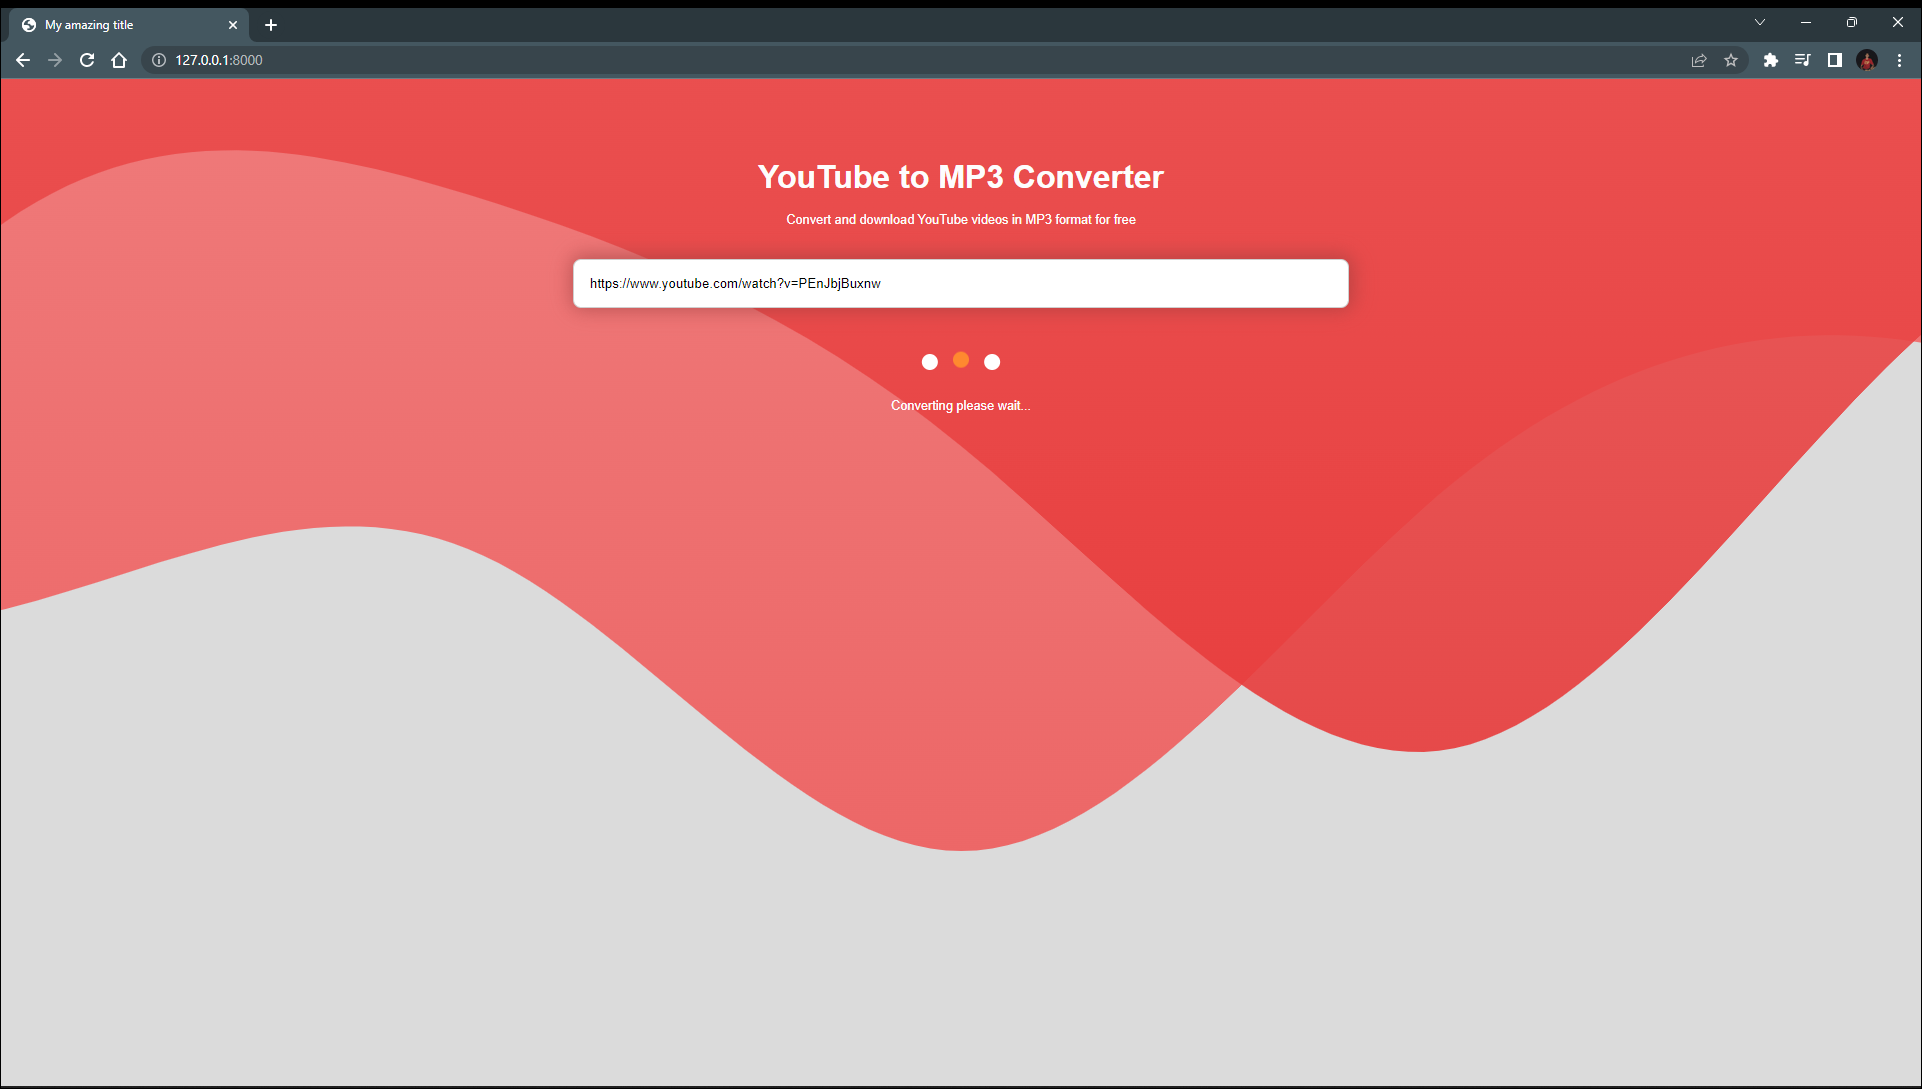 My amazing title
127.0.0.1:8000
YouTube to MP3 Converter
Convert and download YouTube videos in MP3 format for free
https://www.youtube.com/watch?v=PEnJbjBuxnw
Converting please wait...